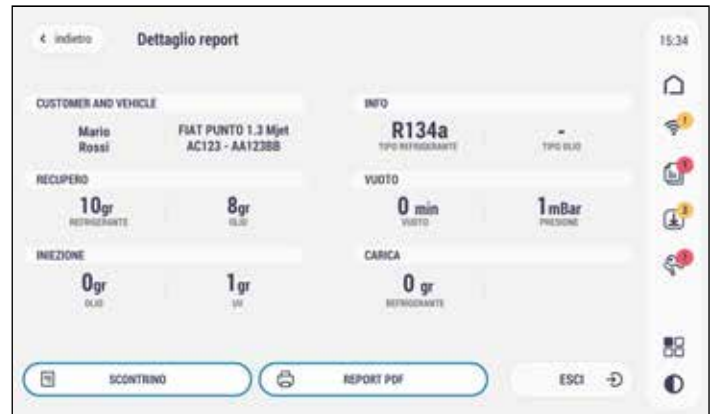 indietro
Dettaglio report
15:34
CUSTOMER AND VEHICLE
Mario
Rossi
FIAT PUNTO 1.3 Mjet
AC123 - AA123BB
INFO
R134a
TIPO REFRIGERANTE
-
TIPO OLIO
RECUPERO
10gr
REFRIGERANTE
8gr
OLIO
VUOTO
0 min
VUOTO
1mBar
PRESSIONE
INIEZIONE
0gr
OLIO
1gr
UV
CARICA
0 gr
REFRIGERANTE
SCONTRINO
REPORT PDF
ESCI